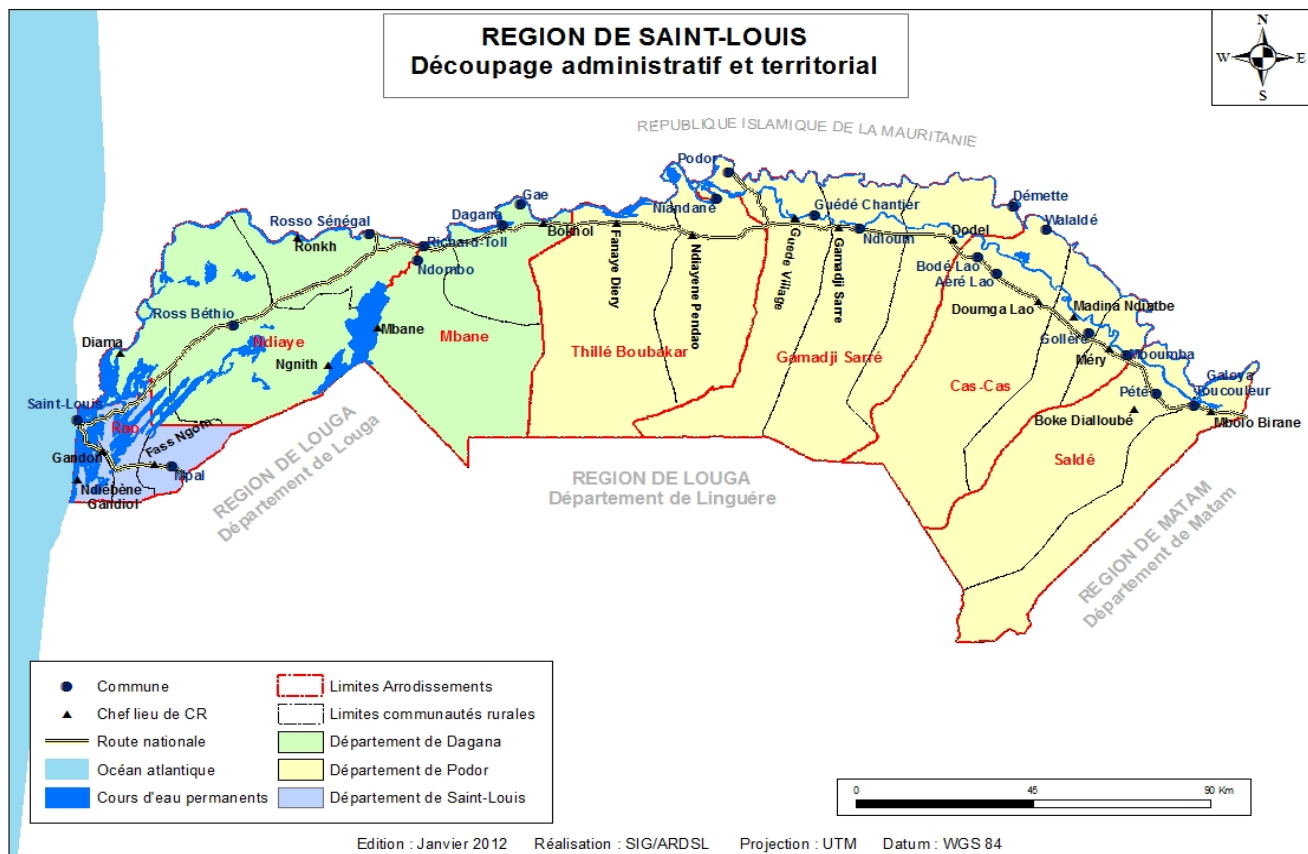 REGION DE SAINT-LOUIS
Découpage administratif et territorial
N
W
E
S
REPUBLIQUE ISLAMIQUE DE LA MAURITANIE
Podor
Gae
Démette
Rosso Sénégal
Dagana
Niandané
Guédé Chantier
Walaldé
Ronkh
Richard-Toll
Bokhol
Fanaye Diery
Ndiayene Pendao
Guede Village
Gamadji Sarre
Ndioum
Dodel
Ndombo
Bodé Lao
Aéré Lao
Ross Béthio
Mbane
Doumga Lao
Madina Ndiatbe
Diama
Ndiaye
Mbane
Golléré
Ngnith
Thillé Boubakar
Gamadji Sarré
Méry
Mboumba
Cas-Cas
Galoya
Toucouleur
Pété
Saint-Louis
Rao
Boke Dialloubé
Mbolo Birane
Gandon
Fass Ngom
Mpal
Saldé
Ndiebène
Gandiol
REGION DE LOUGA
Département de Louga
REGION DE LOUGA
Département de Linguére
REGION DE MATAM
Département de Matam
Commune
Chef lieu de CR
Route nationale
Océan atlantique
Cours d'eau permanents
Limites Arrodissements
Limites communautés rurales
Département de Dagana
Département de Podor
Département de Saint-Louis
0 45 90 Km
Edition : Janvier 2012 Réalisation : SIG/ARDSL Projection : UTM Datum : WGS 84